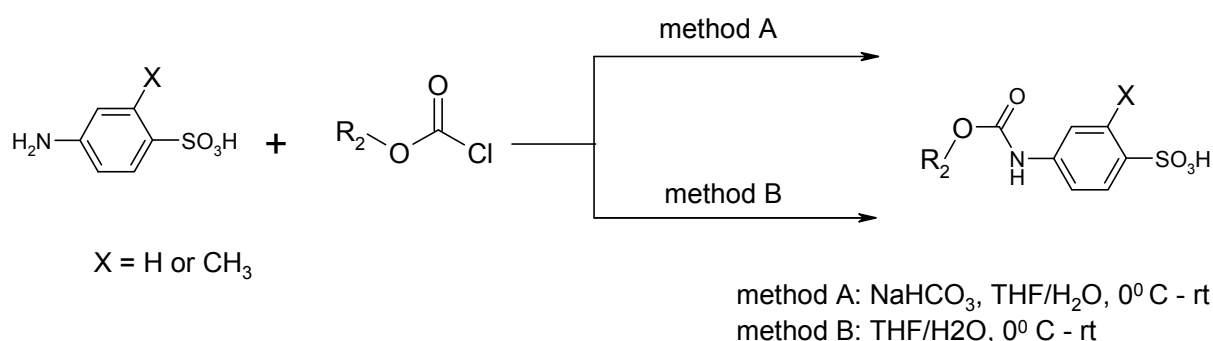 method A
X
H₂N
SO₃H
+
R₂
O
O
Cl
method B
X
O
O
R₂
N
H
SO₃H
X = H or CH₃
method A: NaHCO₃, THF/H₂O, 0⁰ C - rt
method B: THF/H2O, 0⁰ C - rt